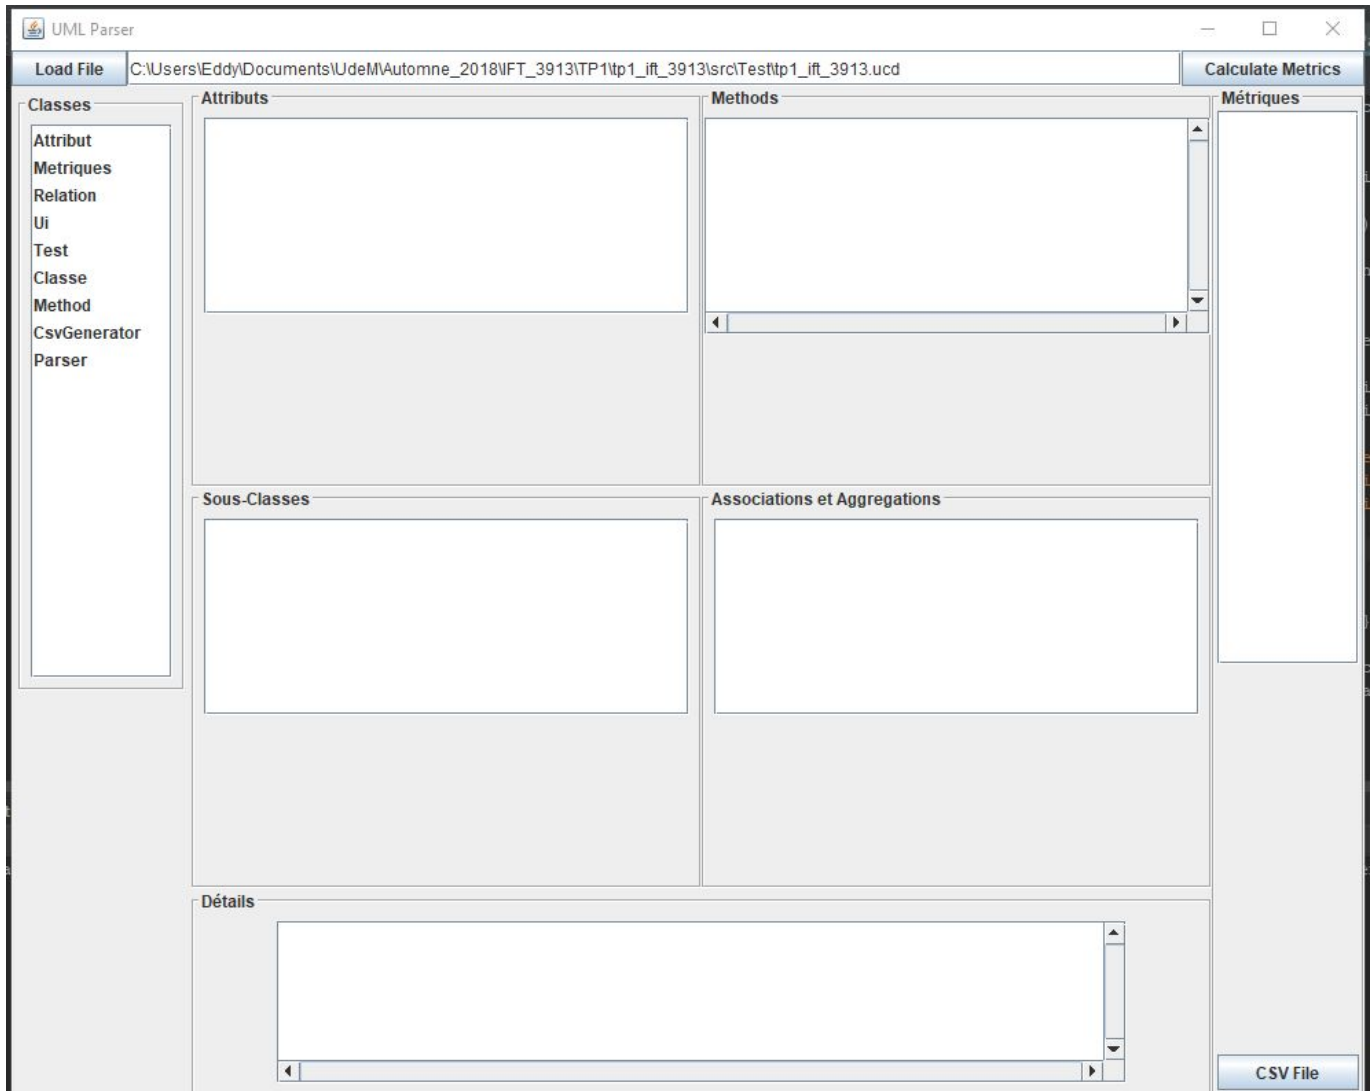 UML Parser
Load File
C:\Users\Eddy\Documents\UdeM\Automne_2018\IFT_3913\TP1\tp1_ift_3913\src\Test\tp1_ift_3913.ucd
Calculate Metrics
Classes
Attribut
Metriques
Relation
Ui
Test
Classe
Method
CsvGenerator
Parser
Attributs
Methods
Métriques
Sous-Classes
Associations et Aggregations
Détails
CSV File